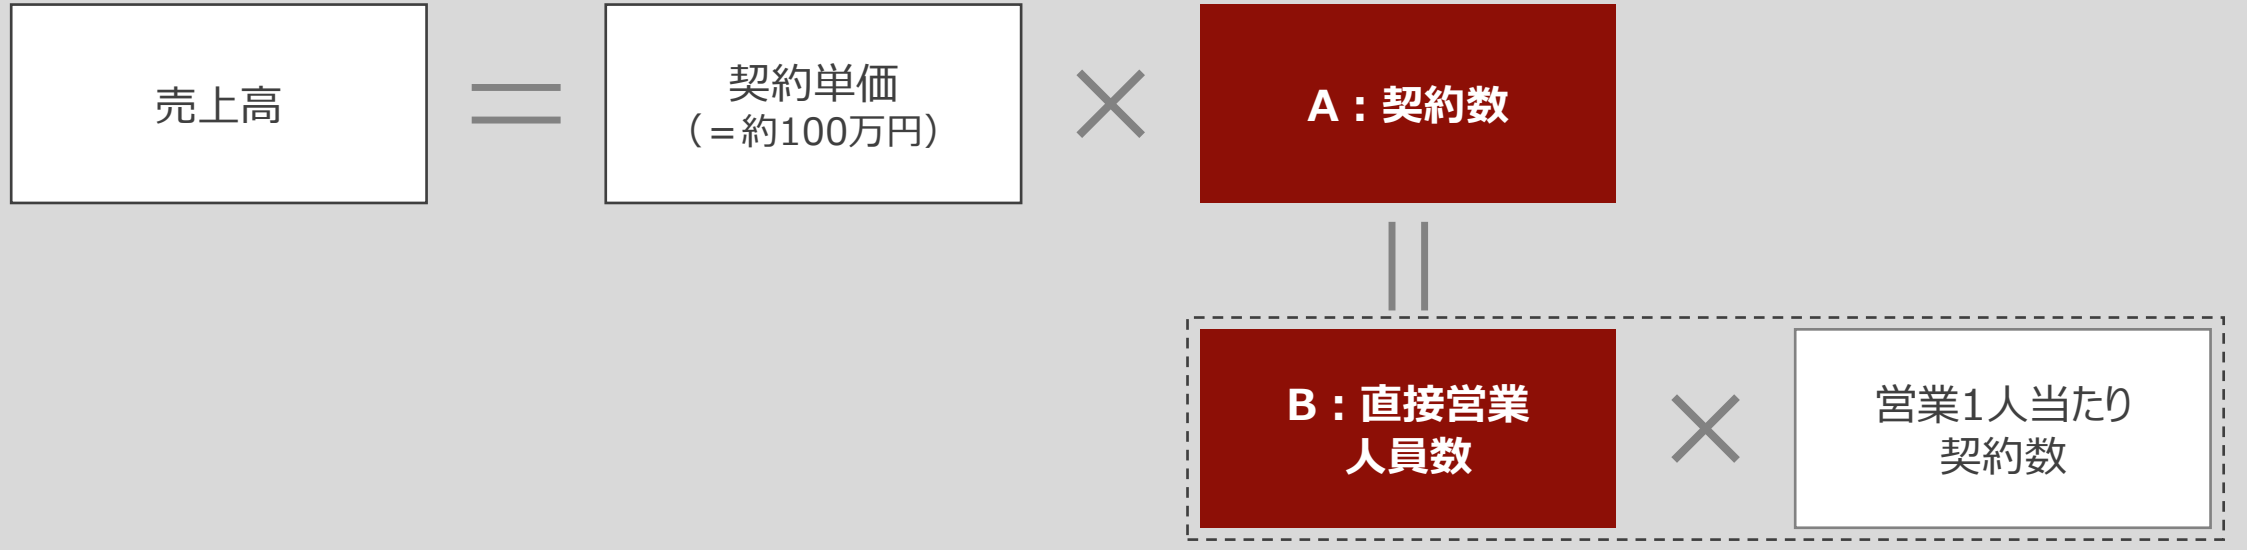 売上高
契約単価
（＝約100万円）
A：契約数
B：直接営業
人員数
営業1人当たり
契約数